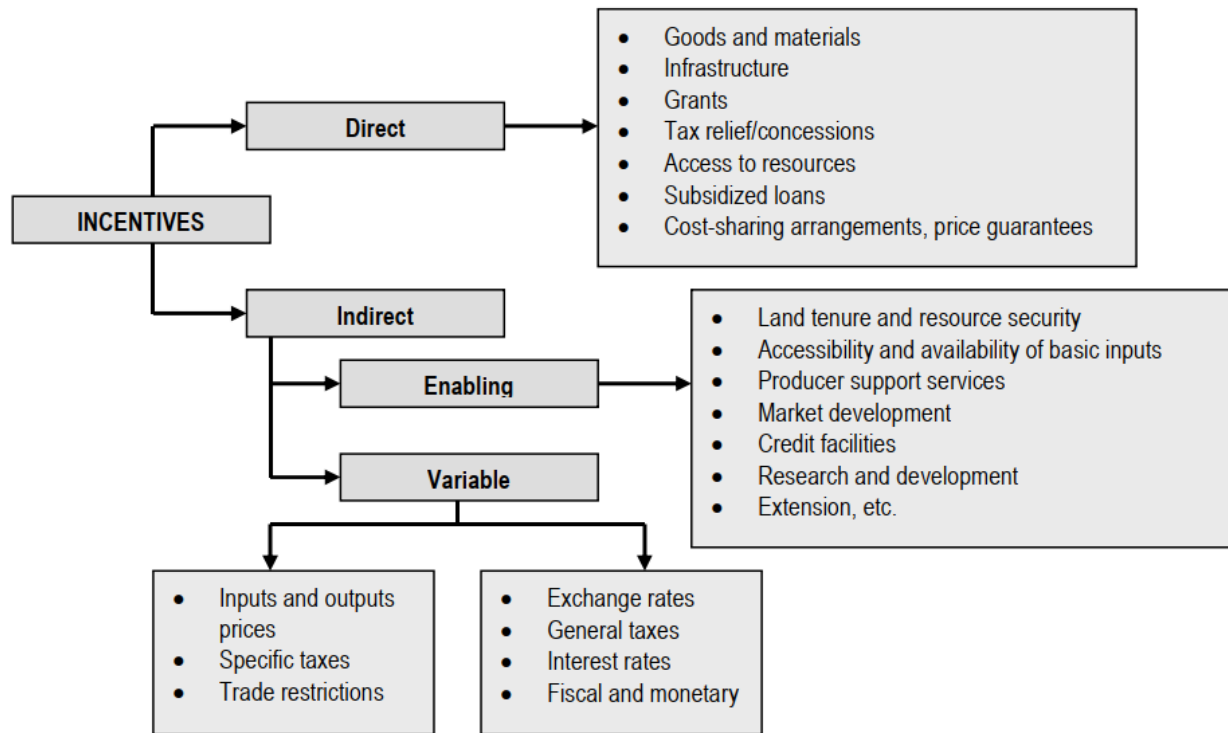 INCENTIVES
Direct
• Goods and materials
• Infrastructure
• Grants
• Tax relief/concessions
• Access to resources
• Subsidized loans
• Cost-sharing arrangements, price guarantees
Indirect
Enabling
• Land tenure and resource security
• Accessibility and availability of basic inputs
• Producer support services
• Market development
• Credit facilities
• Research and development
• Extension, etc.
Variable
• Inputs and outputs
prices
• Specific taxes
• Trade restrictions
• Exchange rates
• General taxes
• Interest rates
• Fiscal and monetary